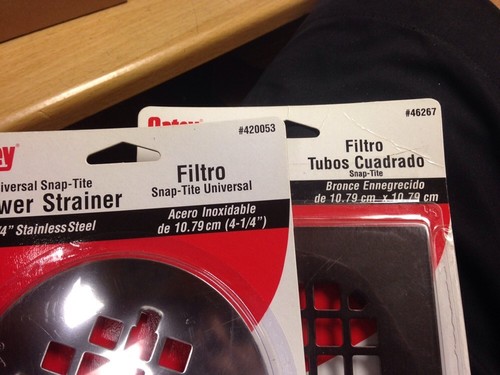 #46267
Filtro
Tubos Cuadrado
Snap-Tite
Bronce Ennegrecido
de 10.79 cm x 10.79 cm
#420053
Snap-Tite
Strainer
Stainless Steel
Filtro
Snap-Tite Universal
Acero Inoxidable
de 10.79 cm (4-1/4")